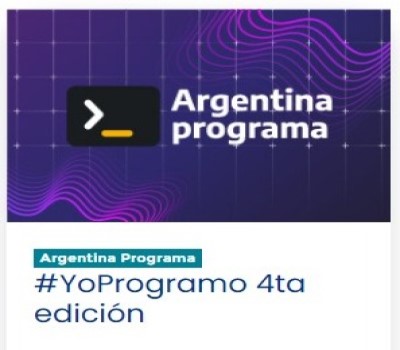 Argentina
programa
Argentina Programa
#YoProgramo 4ta
edición